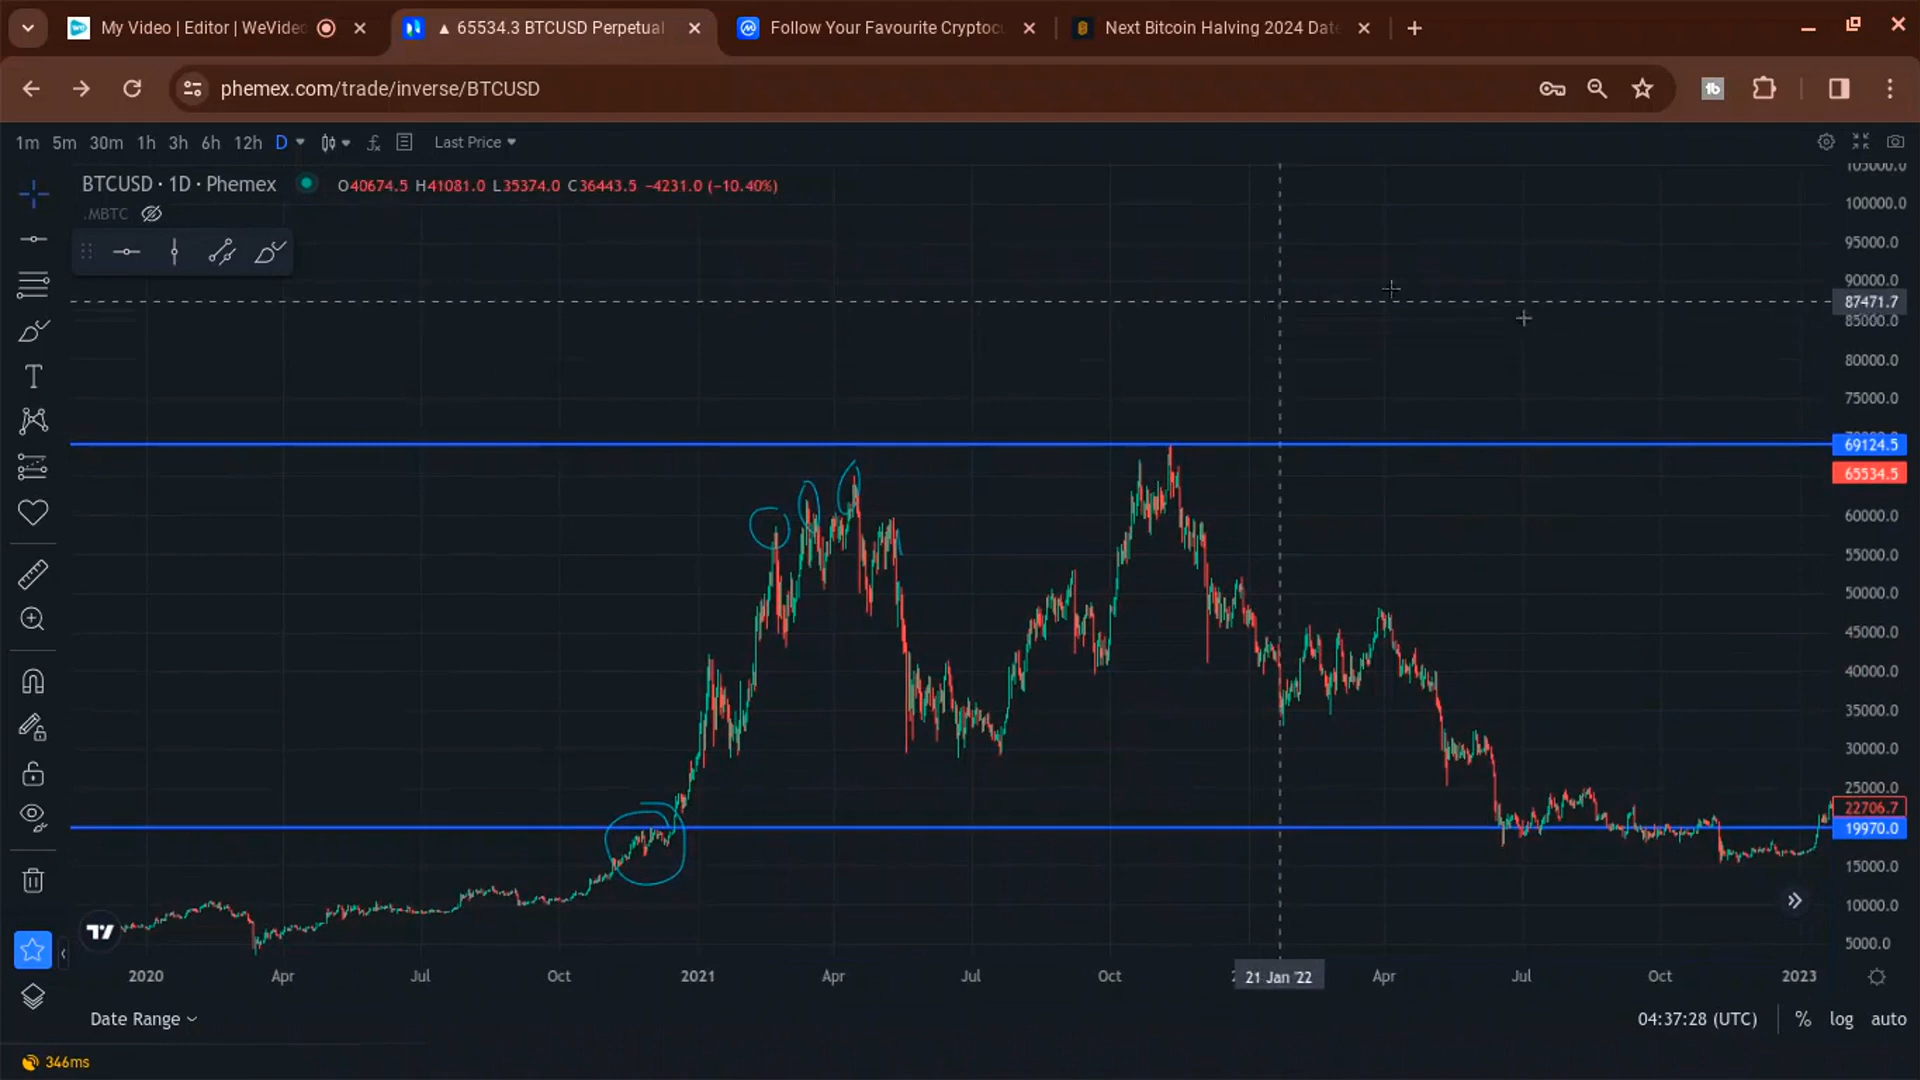 My Video | Editor | WeVideo
▲ 65534.3 BTCUSD Perpetual
Follow Your Favourite Cryptoc
Next Bitcoin Halving 2024 Date
phemex.com/trade/inverse/BTCUSD
1m 5m 30m 1h 3h 6h 12h D Last Price
BTCUSD · 1D · Phemex O40674.5 H41081.0 L35374.0 C36443.5 −4231.0 (−10.40%)
.MBTC
105000.0
100000.0
95000.0
90000.0
87471.7
85000.0
80000.0
75000.0
69124.5
65534.5
60000.0
55000.0
50000.0
45000.0
40000.0
35000.0
30000.0
25000.0
22706.7
19970.0
15000.0
10000.0
5000.0
2020 Apr Jul Oct 2021 Apr Jul Oct 21 Jan '22 Apr Jul Oct 2023
Date Range 04:37:28 (UTC) % log auto
346ms